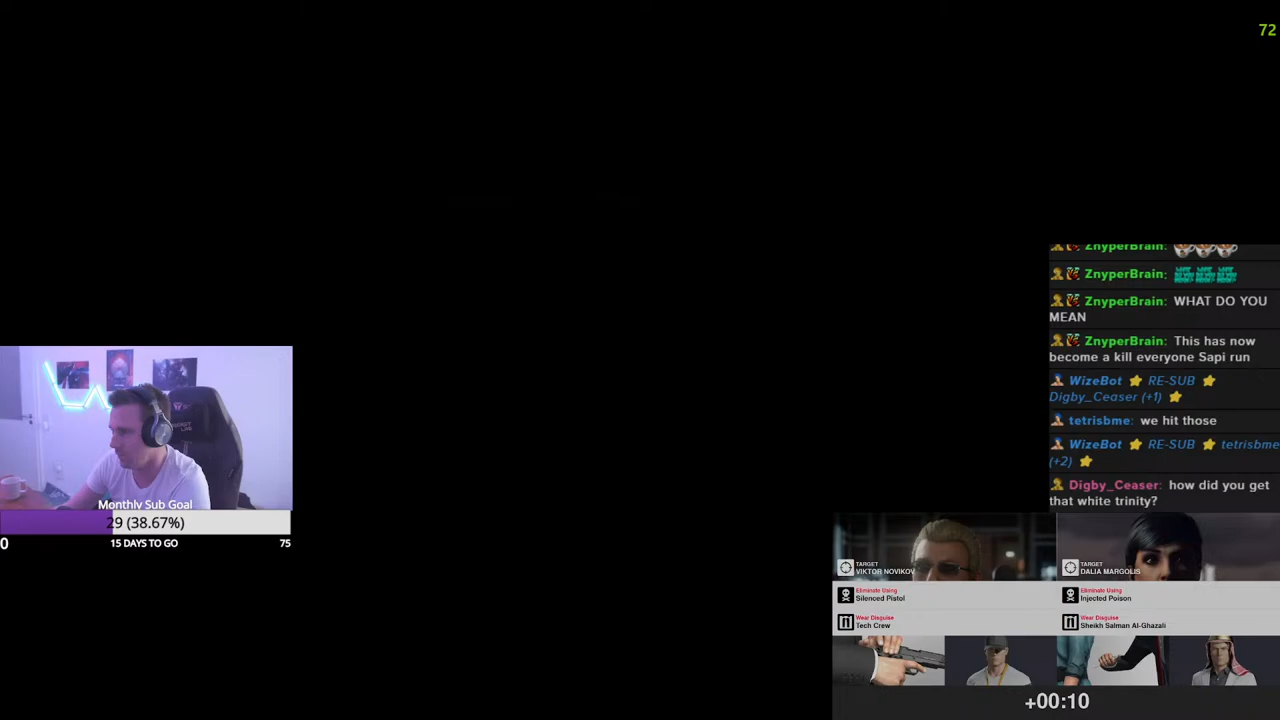 72
ZnyperBrain:
ZnyperBrain:
ZnyperBrain: WHAT DO YOU
MEAN
ZnyperBrain: This has now
become a kill everyone Sapi run
WizeBot RE-SUB
Digby_Ceaser (+1)
tetrisbme: we hit those
WizeBot RE-SUB tetrisbme
(+2)
Digby_Ceaser: how did you get
that white trinity?
Monthly Sub Goal
29 (38.67%)
0 15 DAYS TO GO 75
TARGET
VIKTOR NOVIKOV
Eliminate Using
Silenced Pistol
Wear Disguise
Tech Crew
TARGET
DALIA MARGOLIS
Eliminate Using
Injected Poison
Wear Disguise
Sheikh Salman Al-Ghazali
+00:10